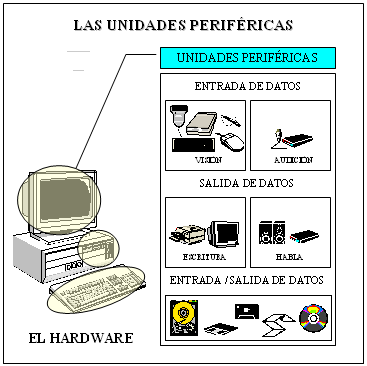 LAS UNIDADES PERIFÉRICAS
UNIDADES PERIFÉRICAS
ENTRADA DE DATOS
VISIÓN
AUDICIÓN
SALIDA DE DATOS
ESCRITURA
HABLA
ENTRADA / SALIDA DE DATOS
EL HARDWARE